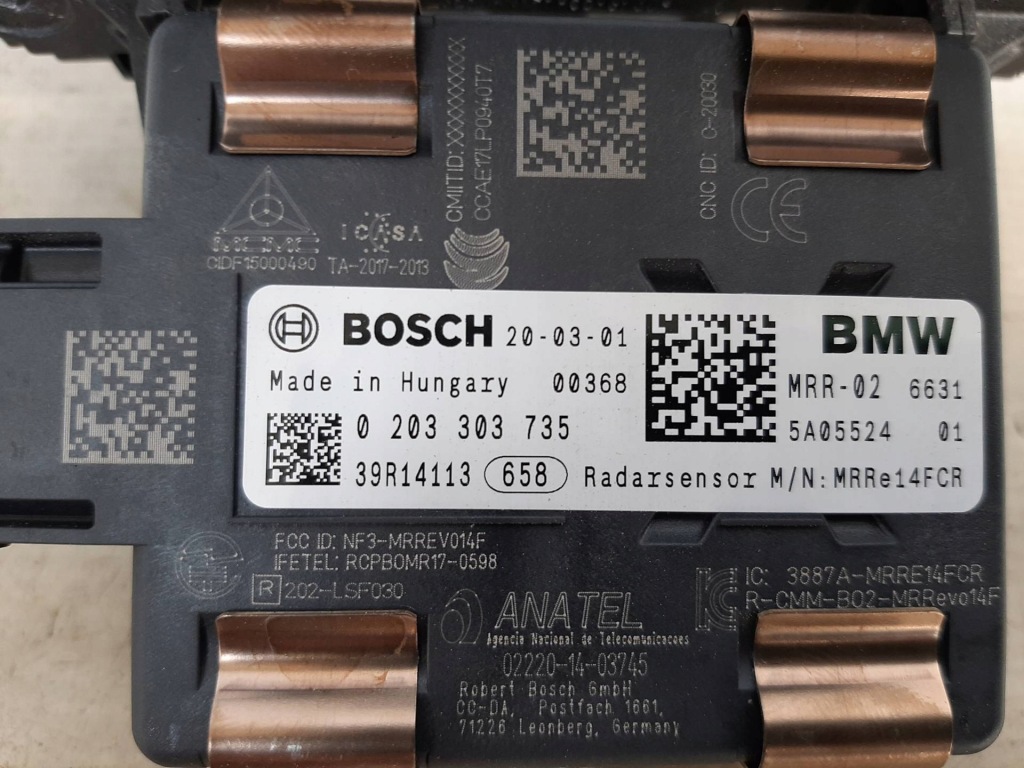 CMIITID:XXXXXXXXXX
CCAE17LP0940T7
CNC ID: C-20030
CE
ICASA
CIDF15000490 TA-2017-2013
BOSCH 20-03-01
BMW
Made in Hungary 00368
MRR-02 6631
0 203 303 735
5A05524 01
39R14113 658 Radarsensor M/N:MRRe14FCR
FCC ID: NF3-MRREVO14F
IFETEL: RCPBOMR17-0598
R 202-LSF030
IC: 3887A-MRRE14FCR
R-CMM-BO2-MRRevo14F
ANATEL
Agencia Nacional de Telecomunicacoes
02220-14-03745
Robert Bosch GmbH
CC-DA, Postfach 1661,
71226 Leonberg, Germany